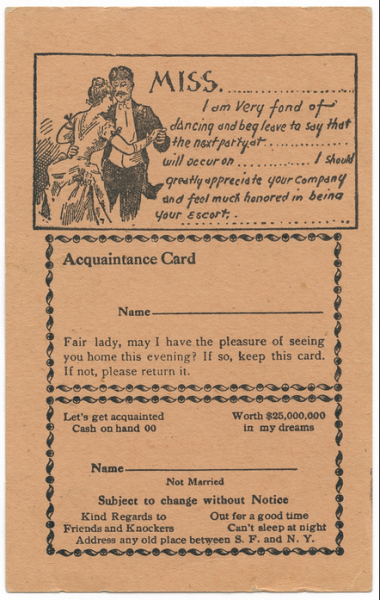 MISS. ..............................
I am Very fond of
dancing and beg leave to say that
the next party at ...............
will occur on ............. I should
greatly appreciate your Company
and feel much honored in being
your Escort.
Acquaintance Card
Name
Fair lady, may I have the pleasure of seeing
you home this evening? If so, keep this card.
If not, please return it.
Let's get acquainted Worth $25,000,000
Cash on hand 00 in my dreams
Name
Not Married
Subject to change without Notice
Kind Regards to Out for a good time
Friends and Knockers Can't sleep at night
Address any old place between S. F. and N. Y.